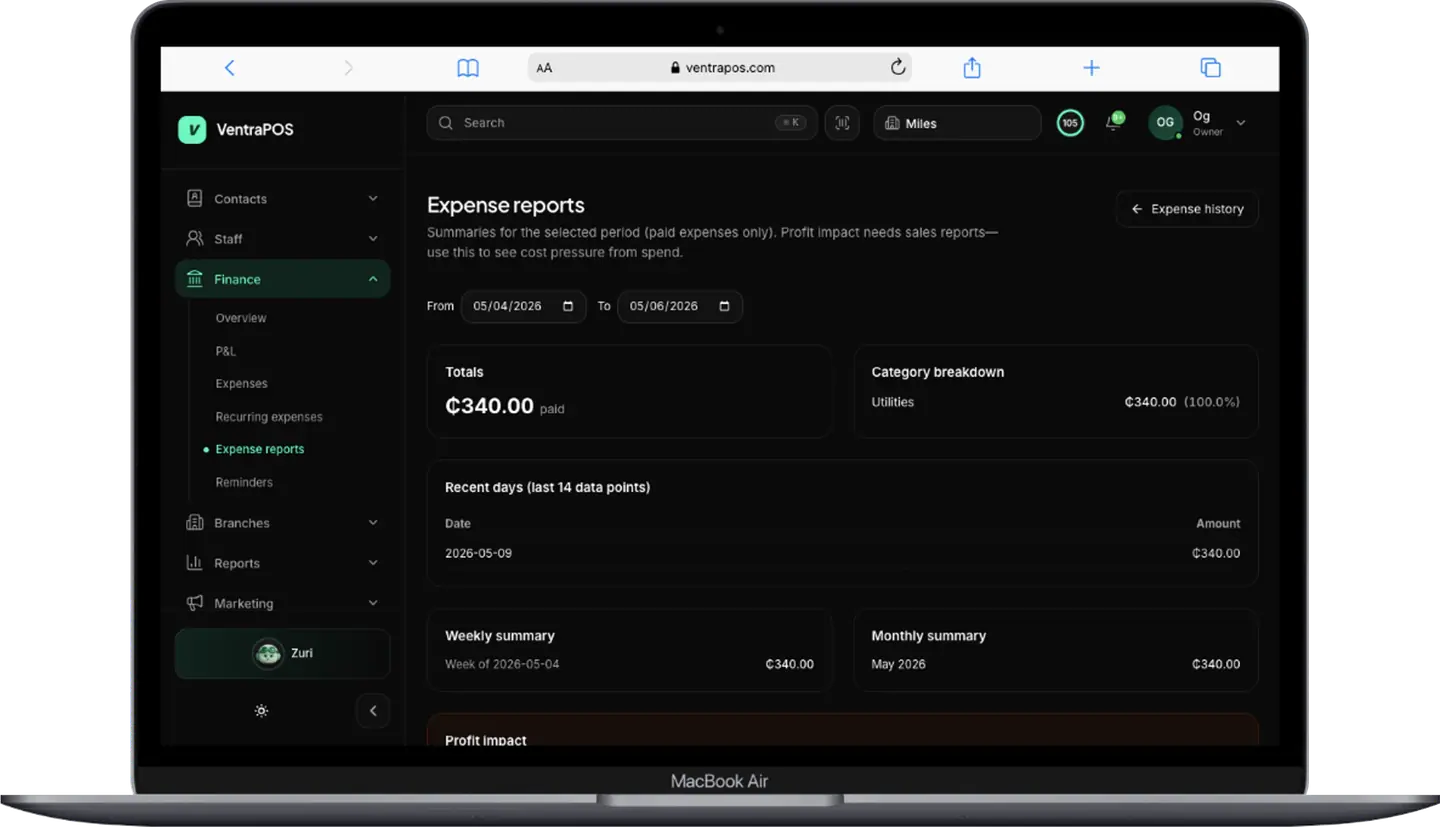 AA
ventrapos.com
V
VentraPOS
Search
K
Miles
105
9+
OG
Og
Owner
Contacts
Staff
Finance
Overview
P&L
Expenses
Recurring expenses
Expense reports
Reminders
Branches
Reports
Marketing
Zuri
Expense reports
Expense history
Summaries for the selected period (paid expenses only). Profit impact needs sales reports—
use this to see cost pressure from spend.
From 05/04/2026 To 05/06/2026
Totals
₵340.00 paid
Category breakdown
Utilities ₵340.00 (100.0%)
Recent days (last 14 data points)
Date Amount
2026-05-09 ₵340.00
Weekly summary
Week of 2026-05-04 ₵340.00
Monthly summary
May 2026 ₵340.00
Profit impact
MacBook Air